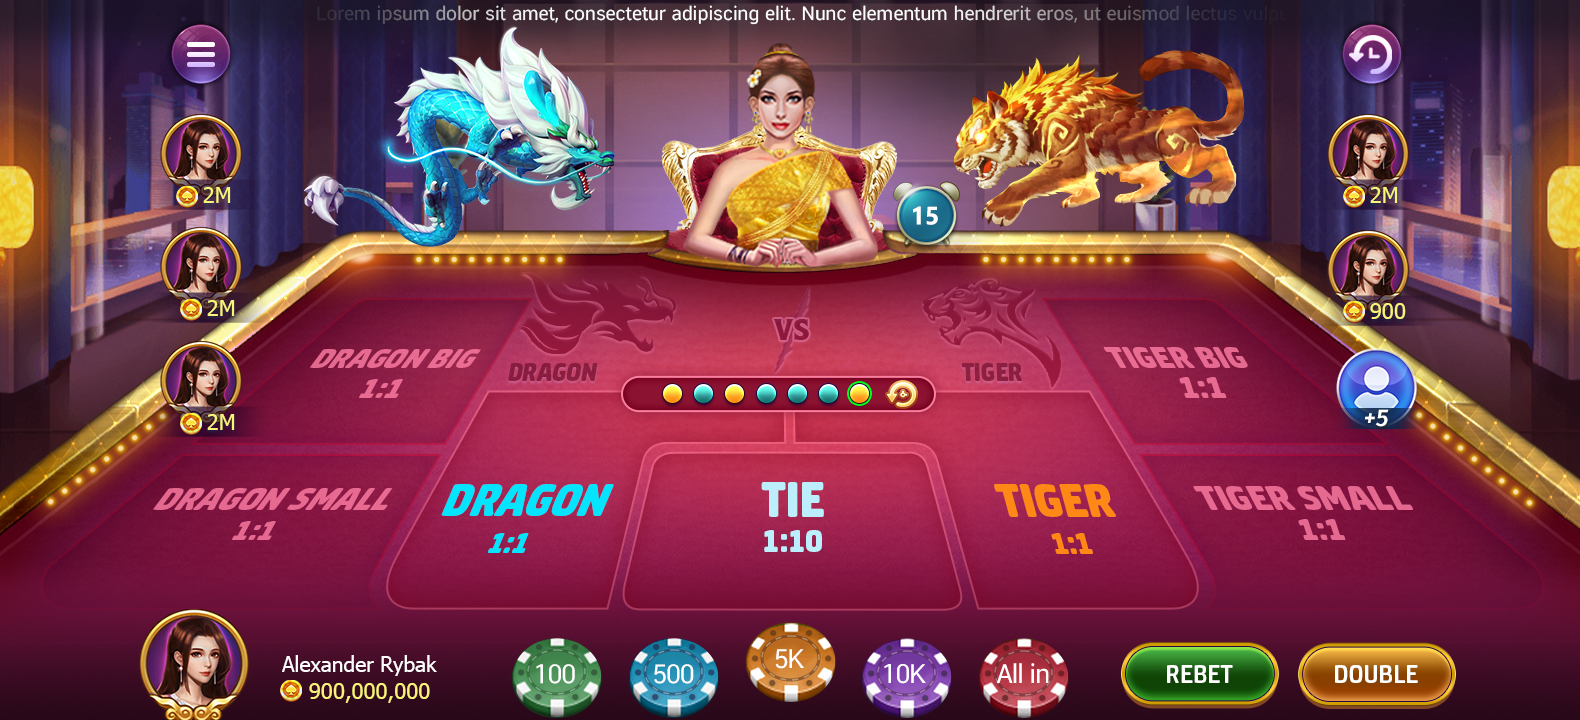 Lorem ipsum dolor sit amet, consectetur adipiscing elit. Nunc elementum hendrerit eros, ut euismod lectus vulpu
2M
2M
15
2M
900
2M
+5
VS
DRAGON
TIGER
DRAGON BIG
1:1
TIGER BIG
1:1
DRAGON SMALL
1:1
DRAGON
1:1
TIE
1:10
TIGER
1:1
TIGER SMALL
1:1
Alexander Rybak
900,000,000
100
500
5K
10K
All in
REBET
DOUBLE